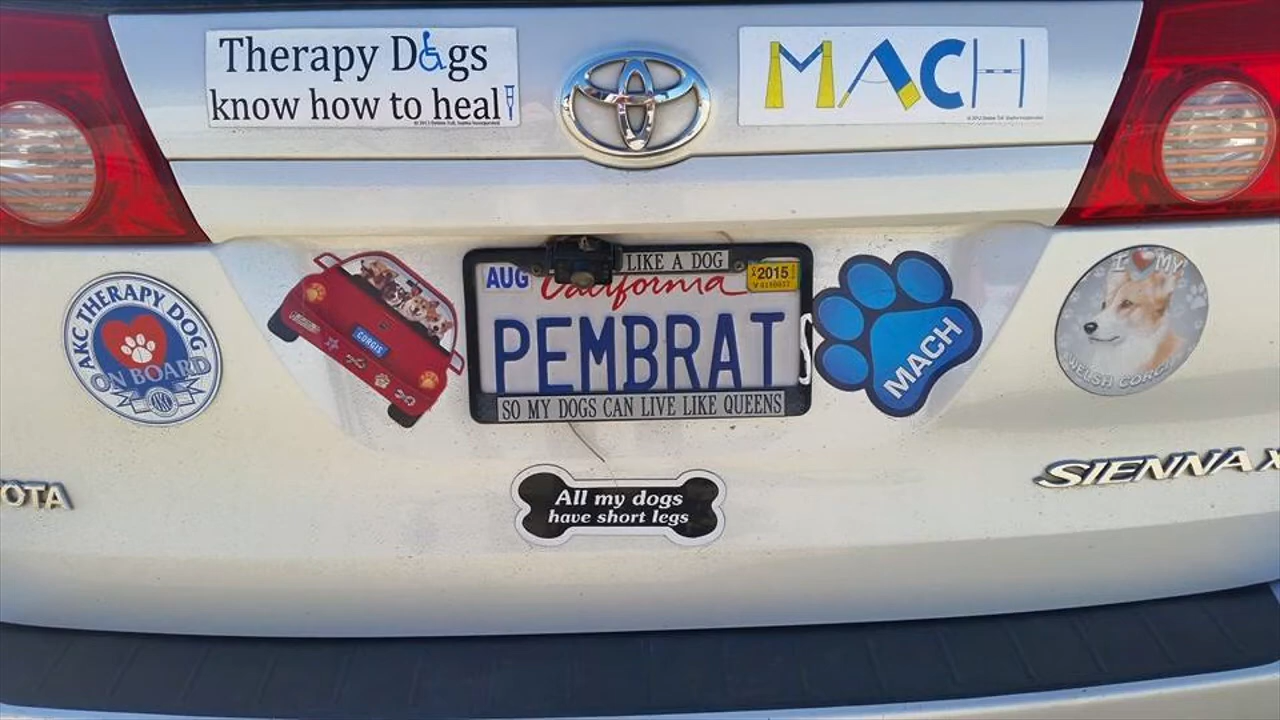 Therapy Dogs
know how to heal
MACH
LIKE A DOG
AUG
California
2015
PEMBRAT
SO MY DOGS CAN LIVE LIKE QUEENS
AKC THERAPY DOG
ON BOARD
CORGIS
MACH
I MY
WELSH CORGI
OTA
SIENNA X
All my dogs
have short legs